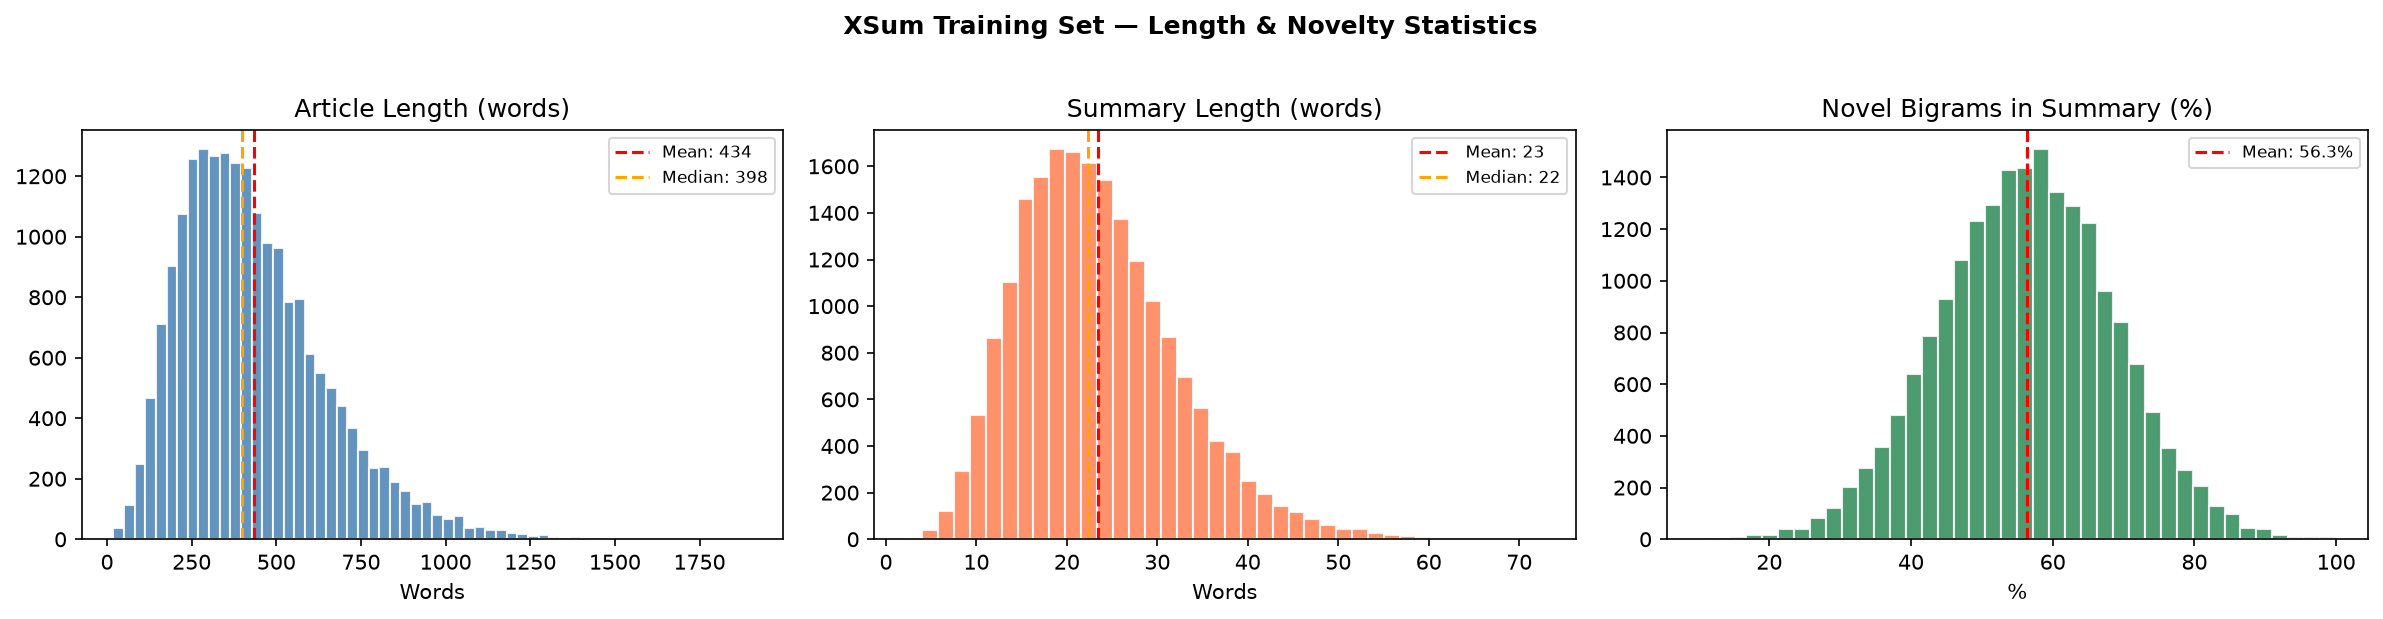 XSum Training Set — Length & Novelty Statistics
Article Length (words)
Mean: 434
Median: 398
1200
1000
800
600
400
200
0
0 250 500 750 1000 1250 1500 1750
Words
Summary Length (words)
Mean: 23
Median: 22
1600
1400
1200
1000
800
600
400
200
0
0 10 20 30 40 50 60 70
Words
Novel Bigrams in Summary (%)
Mean: 56.3%
1400
1200
1000
800
600
400
200
0
20 40 60 80 100
%